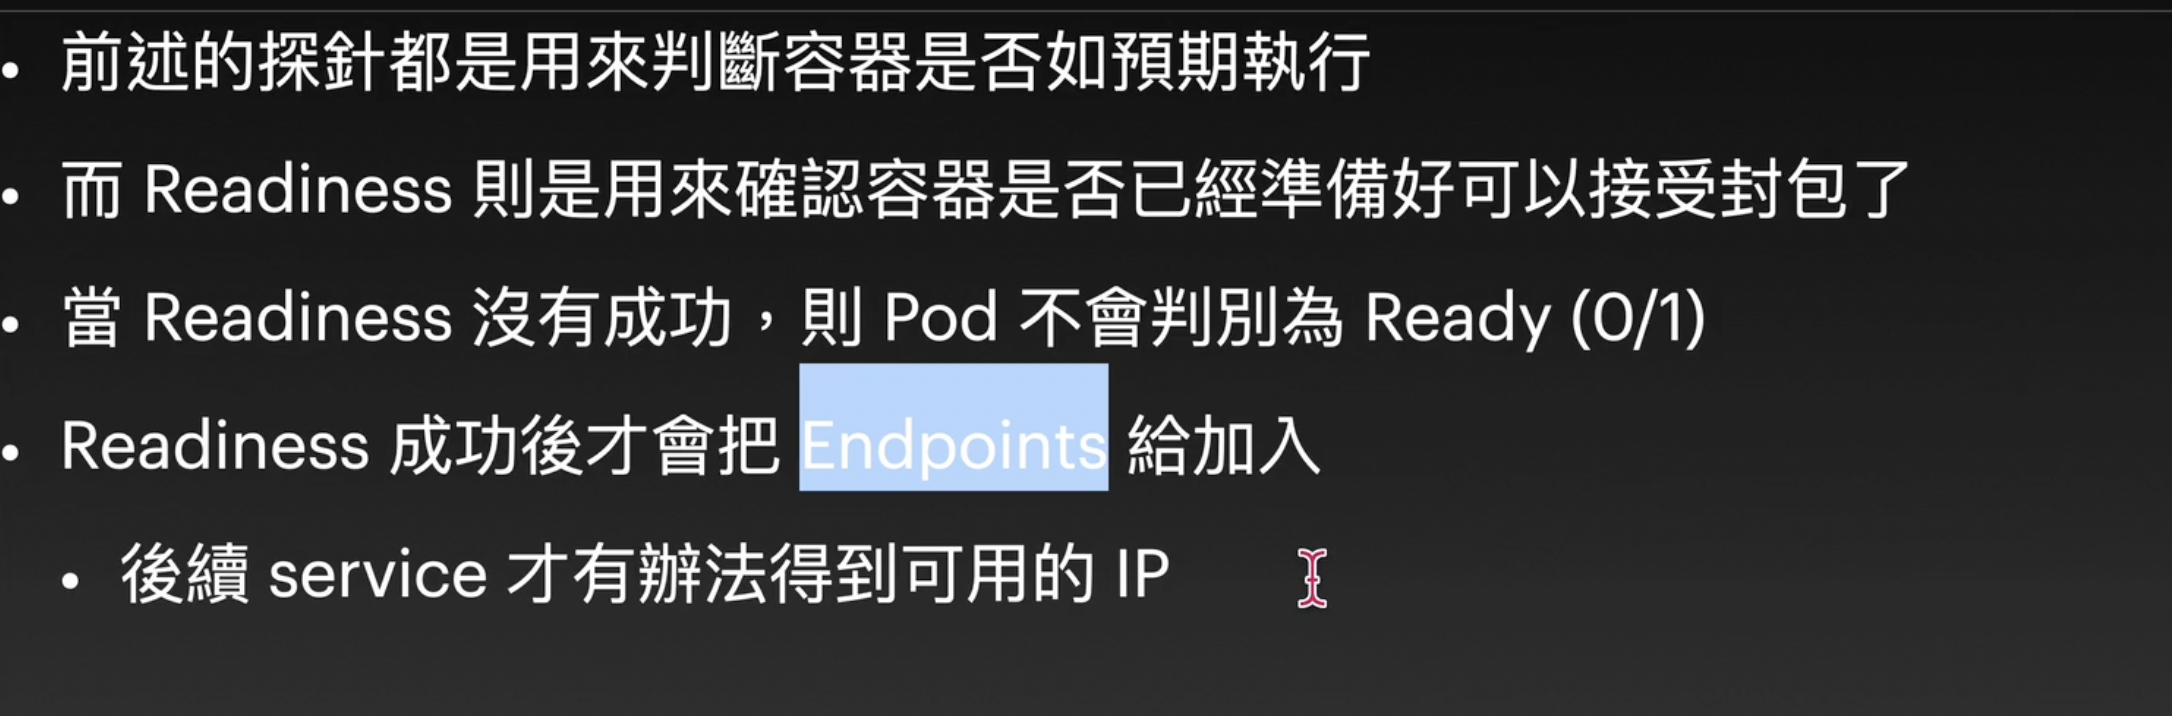 • 前述的探針都是用來判斷容器是否如預期執行
• 而 Readiness 則是用來確認容器是否已經準備好可以接受封包了
• 當 Readiness 沒有成功，則 Pod 不會判別為 Ready (0/1)
• Readiness 成功後才會把 Endpoints 給加入
• 後續 service 才有辦法得到可用的 IP